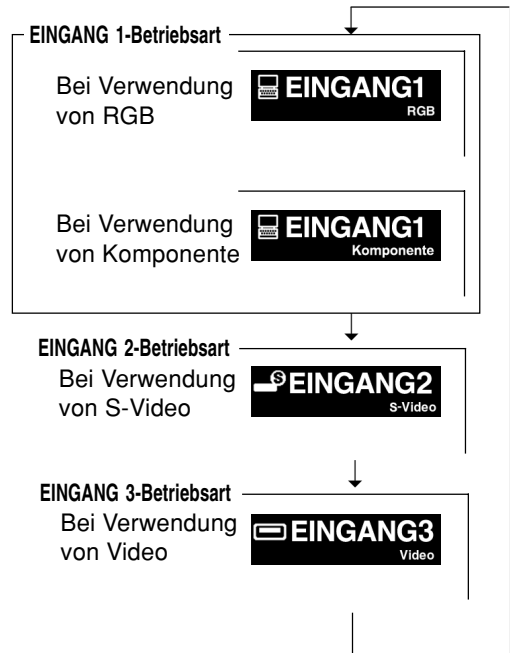 EINGANG 1-Betriebsart
Bei Verwendung
von RGB
EINGANG1
RGB
Bei Verwendung
von Komponente
EINGANG1
Komponente
EINGANG 2-Betriebsart
Bei Verwendung
von S-Video
S
EINGANG2
S-Video
EINGANG 3-Betriebsart
Bei Verwendung
von Video
EINGANG3
Video